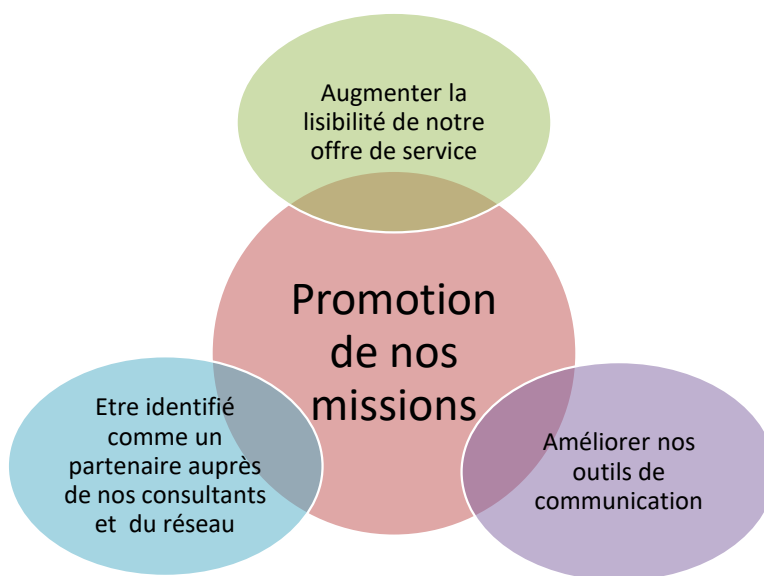 Augmenter la
lisibilité de notre
offre de service
Promotion
de nos
missions
Etre identifié
comme un
partenaire auprès
de nos consultants
et du réseau
Améliorer nos
outils de
communication